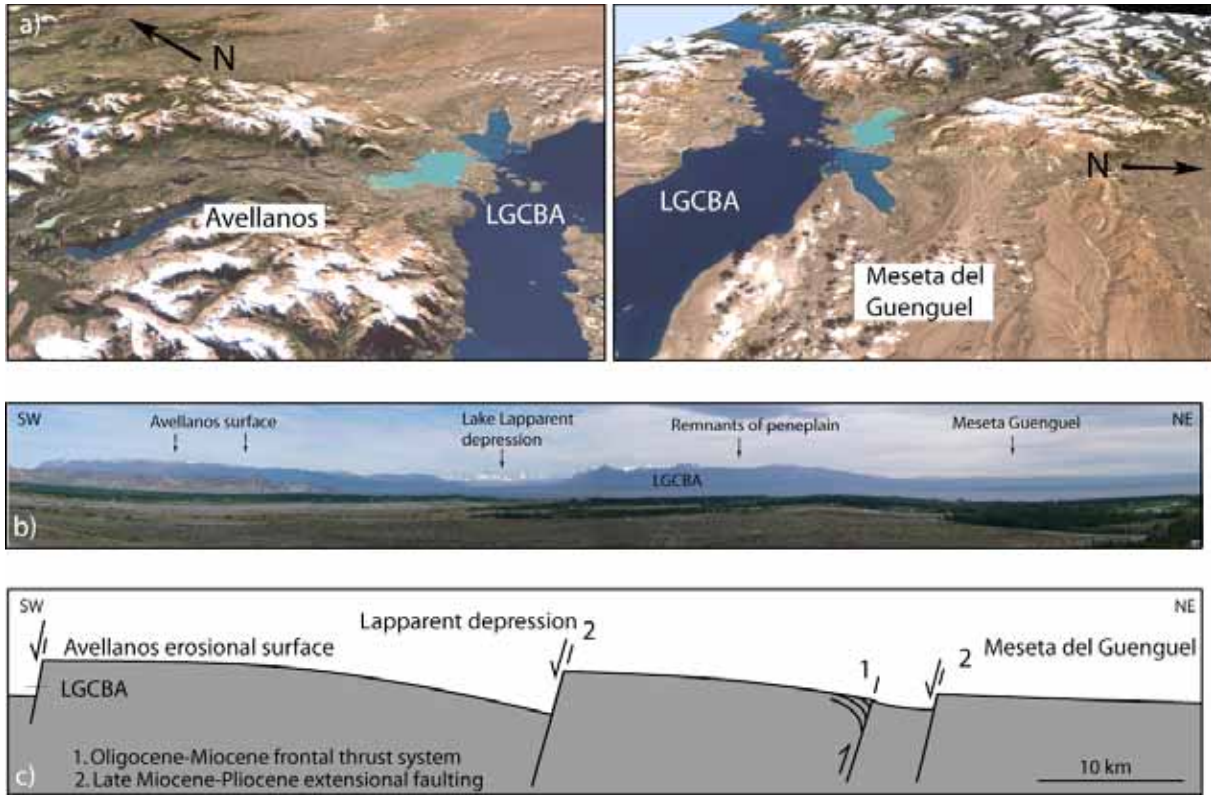 a)
N
Avellanos
LGCBA
LGCBA
N
Meseta del
Guenguel
SW
Avellanos surface
Lake Lapparent
depression
Remnants of peneplain
Meseta Guenguel
NE
LGCBA
b)
SW
NE
Lapparent depression
2
Meseta del Guenguel
Avellanos erosional surface
1
2
LGCBA
1. Oligocene-Miocene frontal thrust system
2. Late Miocene-Pliocene extensional faulting
10 km
c)